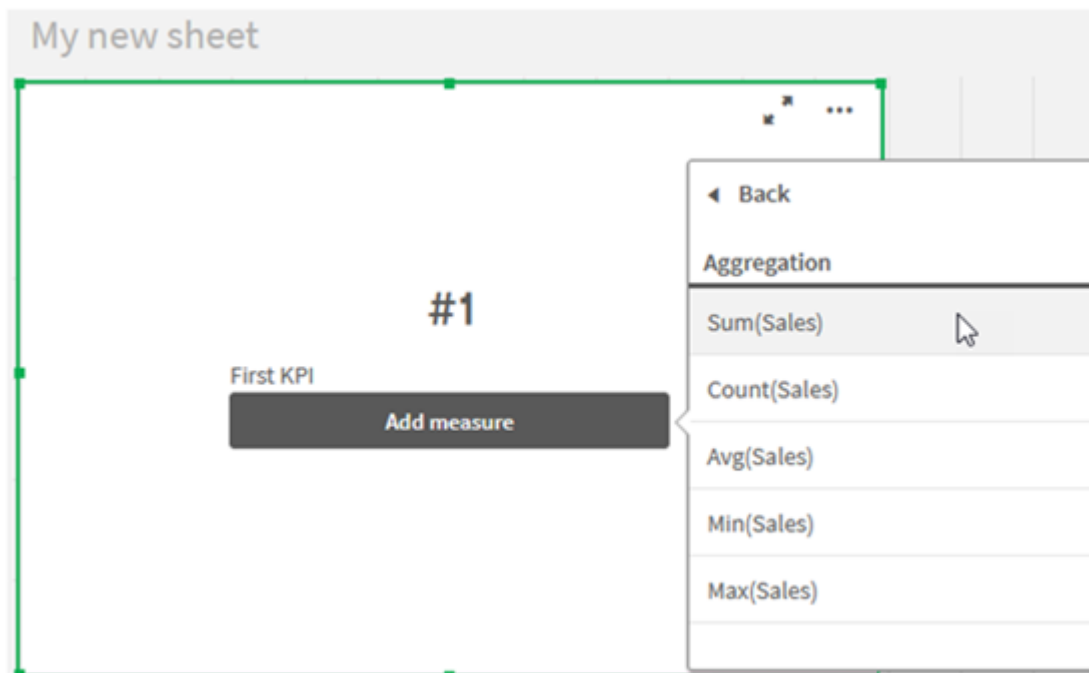 My new sheet
#1
First KPI
Add measure
Back
Aggregation
Sum(Sales)
Count(Sales)
Avg(Sales)
Min(Sales)
Max(Sales)